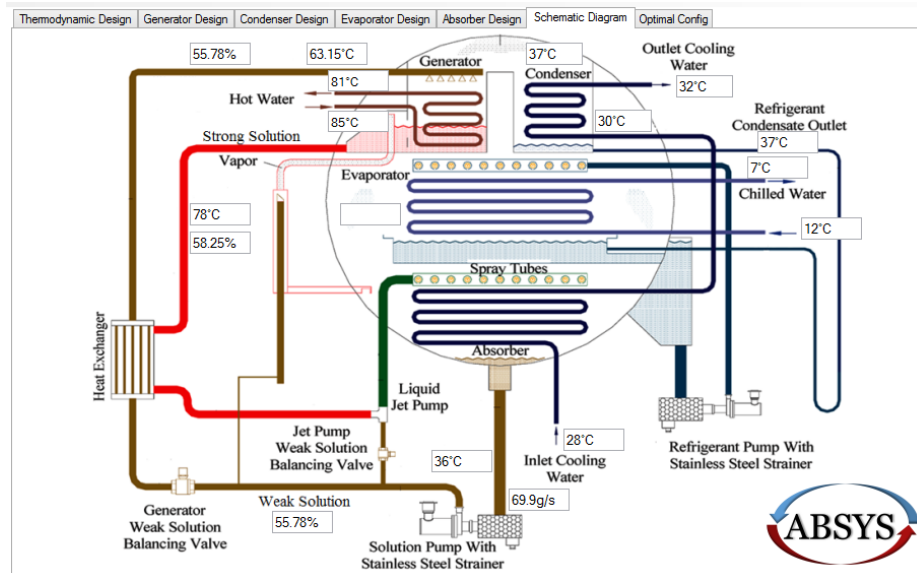 Thermodynamic Design Generator Design Condenser Design Evaporator Design Absorber Design Schematic Diagram Optimal Config
55.78%
63.15°C
Generator
37°C
Condenser
Outlet Cooling
Water
32°C
81°C
Hot Water
85°C
30°C
Refrigerant
Condensate Outlet
37°C
Strong Solution
Vapor
Evaporator
7°C
Chilled Water
12°C
78°C
58.25%
Spray Tubes
Absorber
Heat Exchanger
Liquid
Jet Pump
Jet Pump
Weak Solution
Balancing Valve
36°C
28°C
Inlet Cooling
Water
Refrigerant Pump With
Stainless Steel Strainer
Generator
Weak Solution
Balancing Valve
Weak Solution
55.78%
69.9g/s
Solution Pump With
Stainless Steel Strainer
ABSYS